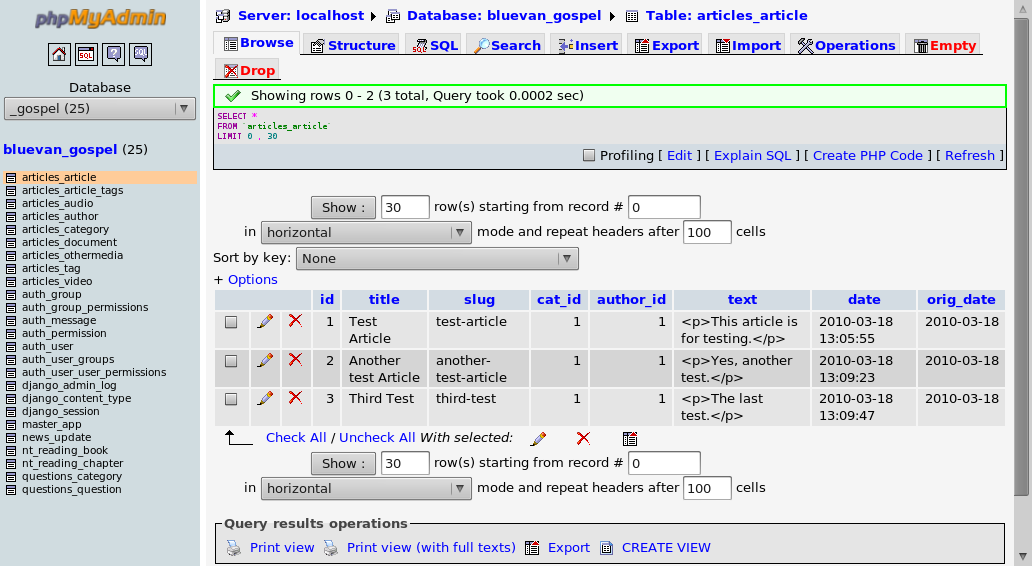 phpMyAdmin
SQL
Database
_gospel (25)
bluevan_gospel (25)
articles_article
articles_article_tags
articles_audio
articles_author
articles_category
articles_document
articles_othermedia
articles_tag
articles_video
auth_group
auth_group_permissions
auth_message
auth_permission
auth_user
auth_user_groups
auth_user_user_permissions
django_admin_log
django_content_type
django_session
master_app
news_update
nt_reading_book
nt_reading_chapter
questions_category
questions_question
Server: localhost Database: bluevan_gospel Table: articles_article
Browse Structure SQL Search Insert Export Import Operations Empty
Drop
Showing rows 0 - 2 (3 total, Query took 0.0002 sec)
SELECT *
FROM `articles_article`
LIMIT 0 , 30
Profiling [ Edit ] [ Explain SQL ] [ Create PHP Code ] [ Refresh ]
Show : 30 row(s) starting from record # 0
in horizontal mode and repeat headers after 100 cells
Sort by key: None
+ Options
id title slug cat_id author_id text date orig_date
1 Test Article test-article 1 1 <p>This article is for testing.</p> 2010-03-18 13:05:55 2010-03-18
2 Another test Article another-test-article 1 1 <p>Yes, another test.</p> 2010-03-18 13:09:23 2010-03-18
3 Third Test third-test 1 1 <p>The last test.</p> 2010-03-18 13:09:47 2010-03-18
Check All / Uncheck All With selected:
Show : 30 row(s) starting from record # 0
in horizontal mode and repeat headers after 100 cells
Query results operations
Print view Print view (with full texts) Export CREATE VIEW